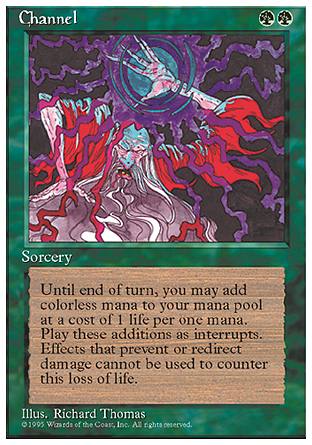 Channel
Sorcery
Until end of turn, you may add
colorless mana to your mana pool
at a cost of 1 life per one mana.
Play these additions as interrupts.
Effects that prevent or redirect
damage cannot be used to counter
this loss of life.
Illus. Richard Thomas
©1995 Wizards of the Coast, Inc. All rights reserved.